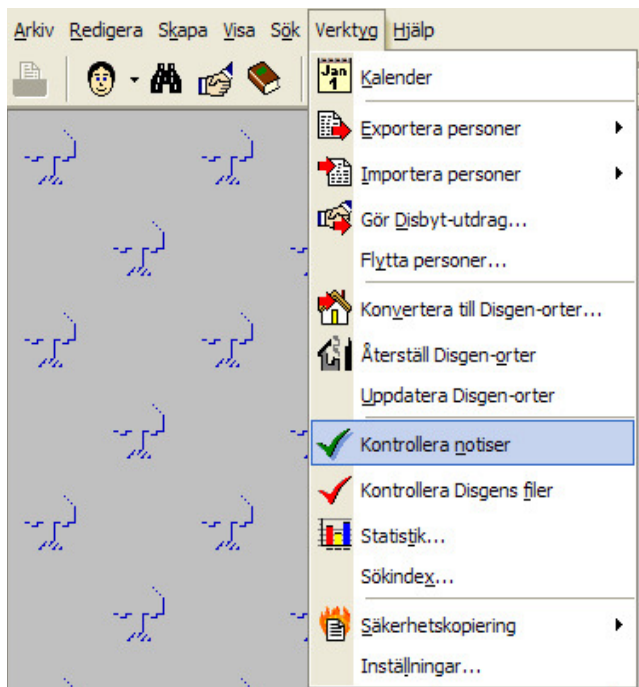 Arkiv Redigera Skapa Visa Sök Verktyg Hjälp
Jan
1
Kalender
Exportera personer
Importera personer
Gör Disbyt-utdrag...
Flytta personer...
Konvertera till Disgen-orter...
Återställ Disgen-orter
Uppdatera Disgen-orter
Kontrollera notiser
Kontrollera Disgens filer
Statistik...
Sökindex...
Säkerhetskopiering
Inställningar...